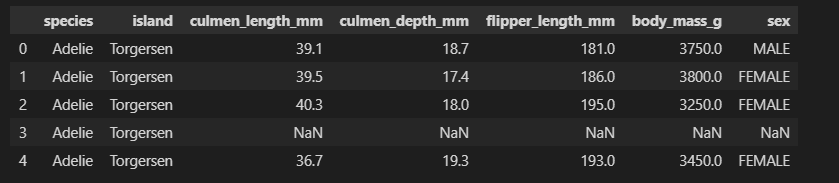 species island culmen_length_mm culmen_depth_mm flipper_length_mm body_mass_g sex
0 Adelie Torgersen 39.1 18.7 181.0 3750.0 MALE
1 Adelie Torgersen 39.5 17.4 186.0 3800.0 FEMALE
2 Adelie Torgersen 40.3 18.0 195.0 3250.0 FEMALE
3 Adelie Torgersen NaN NaN NaN NaN NaN
4 Adelie Torgersen 36.7 19.3 193.0 3450.0 FEMALE